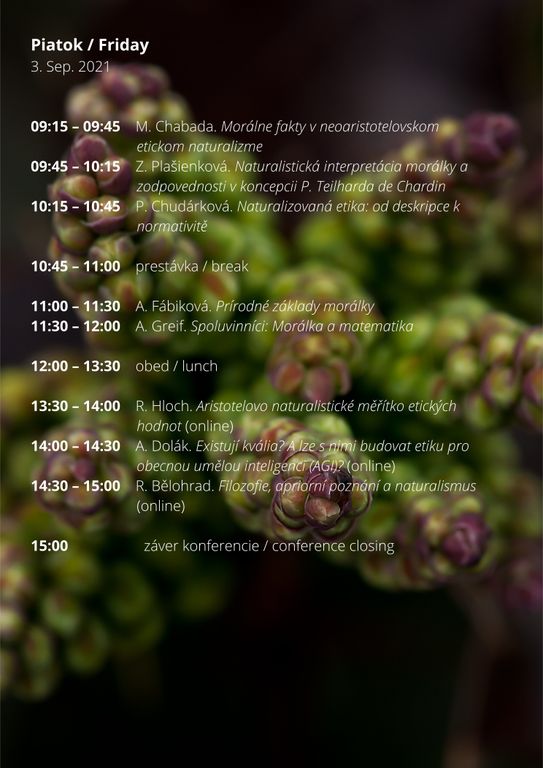 Piatok / Friday
3. Sep. 2021
09:15 – 09:45 M. Chabada. Morálne fakty v neoaristotelovskom
etickom naturalizme
09:45 – 10:15 Z. Plašienková. Naturalistická interpretácia morálky a
zodpovednosti v koncepcii P. Teilharda de Chardin
10:15 – 10:45 P. Chudárková. Naturalizovaná etika: od deskripce k
normativitě
10:45 – 11:00 prestávka / break
11:00 – 11:30 A. Fábiková. Prírodné základy morálky
11:30 – 12:00 A. Greif. Spoluvinníci: Morálka a matematika
12:00 – 13:30 obed / lunch
13:30 – 14:00 R. Hloch. Aristotelovo naturalistické měřítko etických
hodnot (online)
14:00 – 14:30 A. Dolák. Existují kvália? A lze s nimi budovat etiku pro
obecnou umělou inteligenci (AGI)? (online)
14:30 – 15:00 R. Bělohrad. Filozofie, apriorní poznání a naturalismus
(online)
15:00 záver konferencie / conference closing